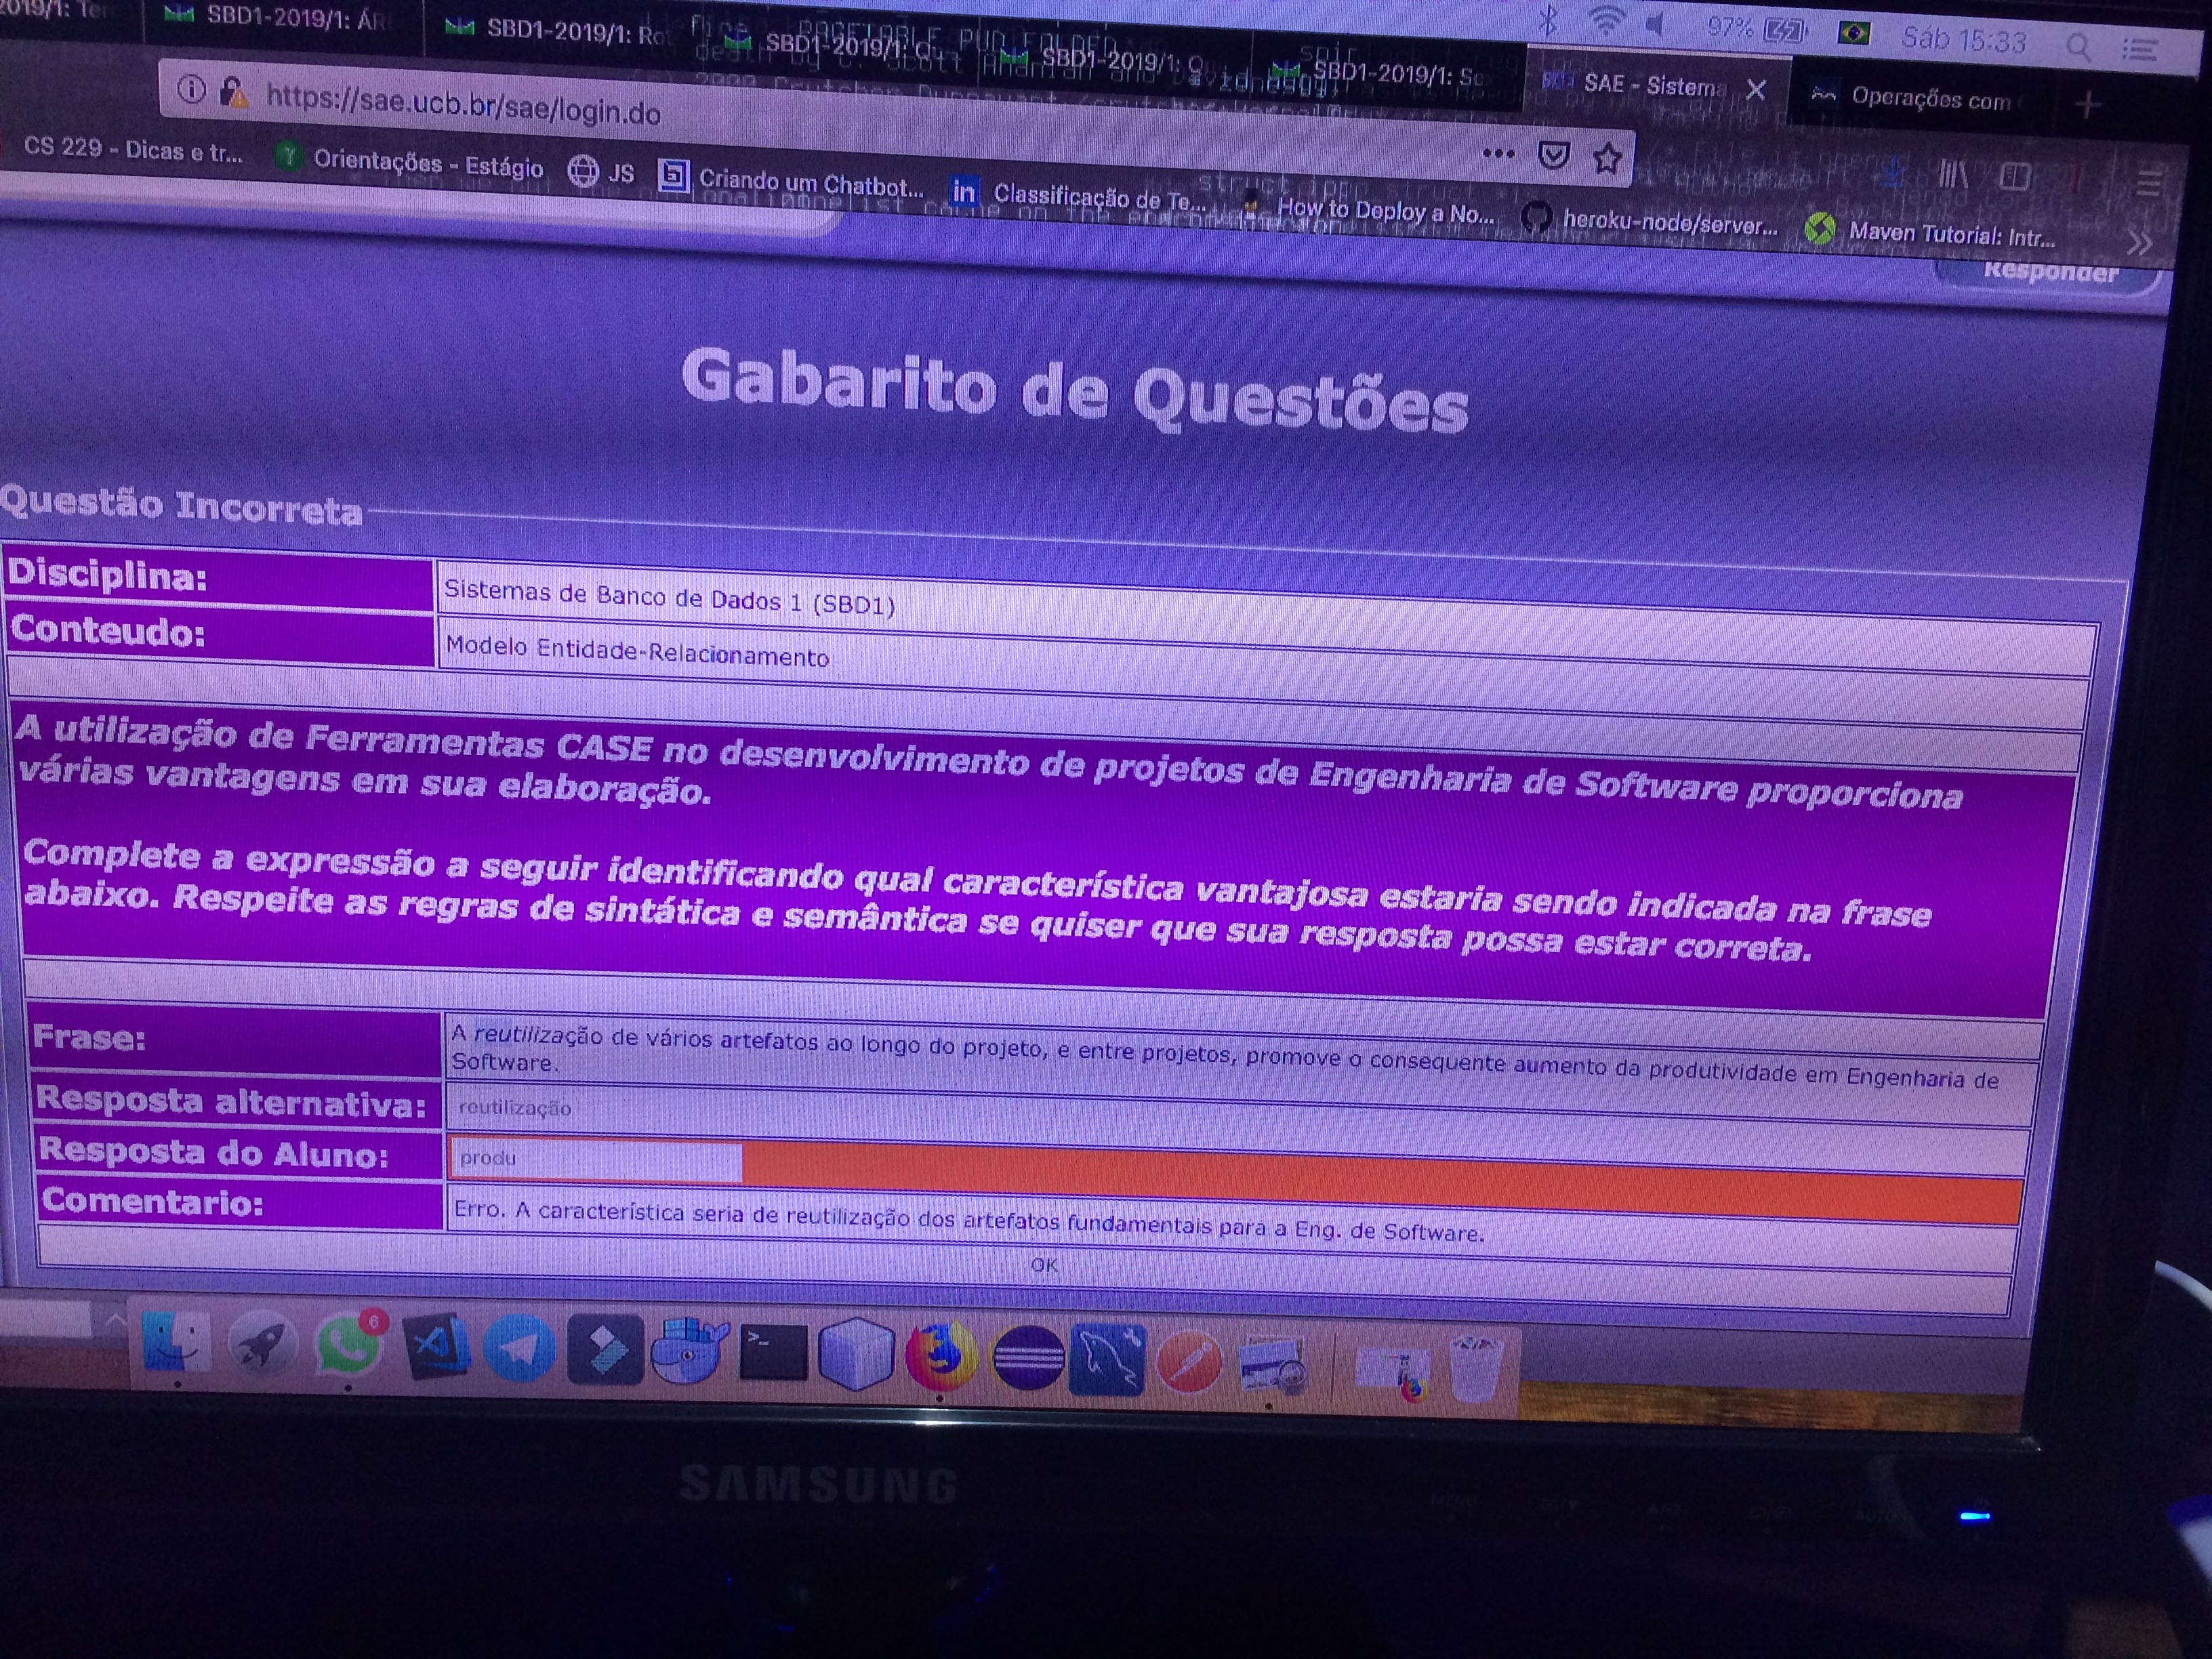 2019/1: Ter
SBD1-2019/1: ÁR
SBD1-2019/1: Ro
SBD1-2019/1: Q
SBD1-2019/1: Q
SBD1-2019/1: Sc
SAE - Sistema
Operações com
97%
Sáb 15:33
https://sae.ucb.br/sae/login.do
CS 229 - Dicas e tr...
Orientações - Estágio
JS
Criando um Chatbot...
in
Classificação de Te...
How to Deploy a No...
heroku-node/server...
Maven Tutorial: Intr...
Responder
Gabarito de Questões
Questão Incorreta
Disciplina:
Sistemas de Banco de Dados 1 (SBD1)
Conteudo:
Modelo Entidade-Relacionamento
A utilização de Ferramentas CASE no desenvolvimento de projetos de Engenharia de Software proporciona
várias vantagens em sua elaboração.
Complete a expressão a seguir identificando qual característica vantajosa estaria sendo indicada na frase
abaixo. Respeite as regras de sintática e semântica se quiser que sua resposta possa estar correta.
Frase:
A reutilização de vários artefatos ao longo do projeto, e entre projetos, promove o consequente aumento da produtividade em Engenharia de
Software.
Resposta alternativa:
reutilização
Resposta do Aluno:
produ
Comentario:
Erro. A característica seria de reutilização dos artefatos fundamentais para a Eng. de Software.
OK
6
SAMSUNG
MENU
AUTO